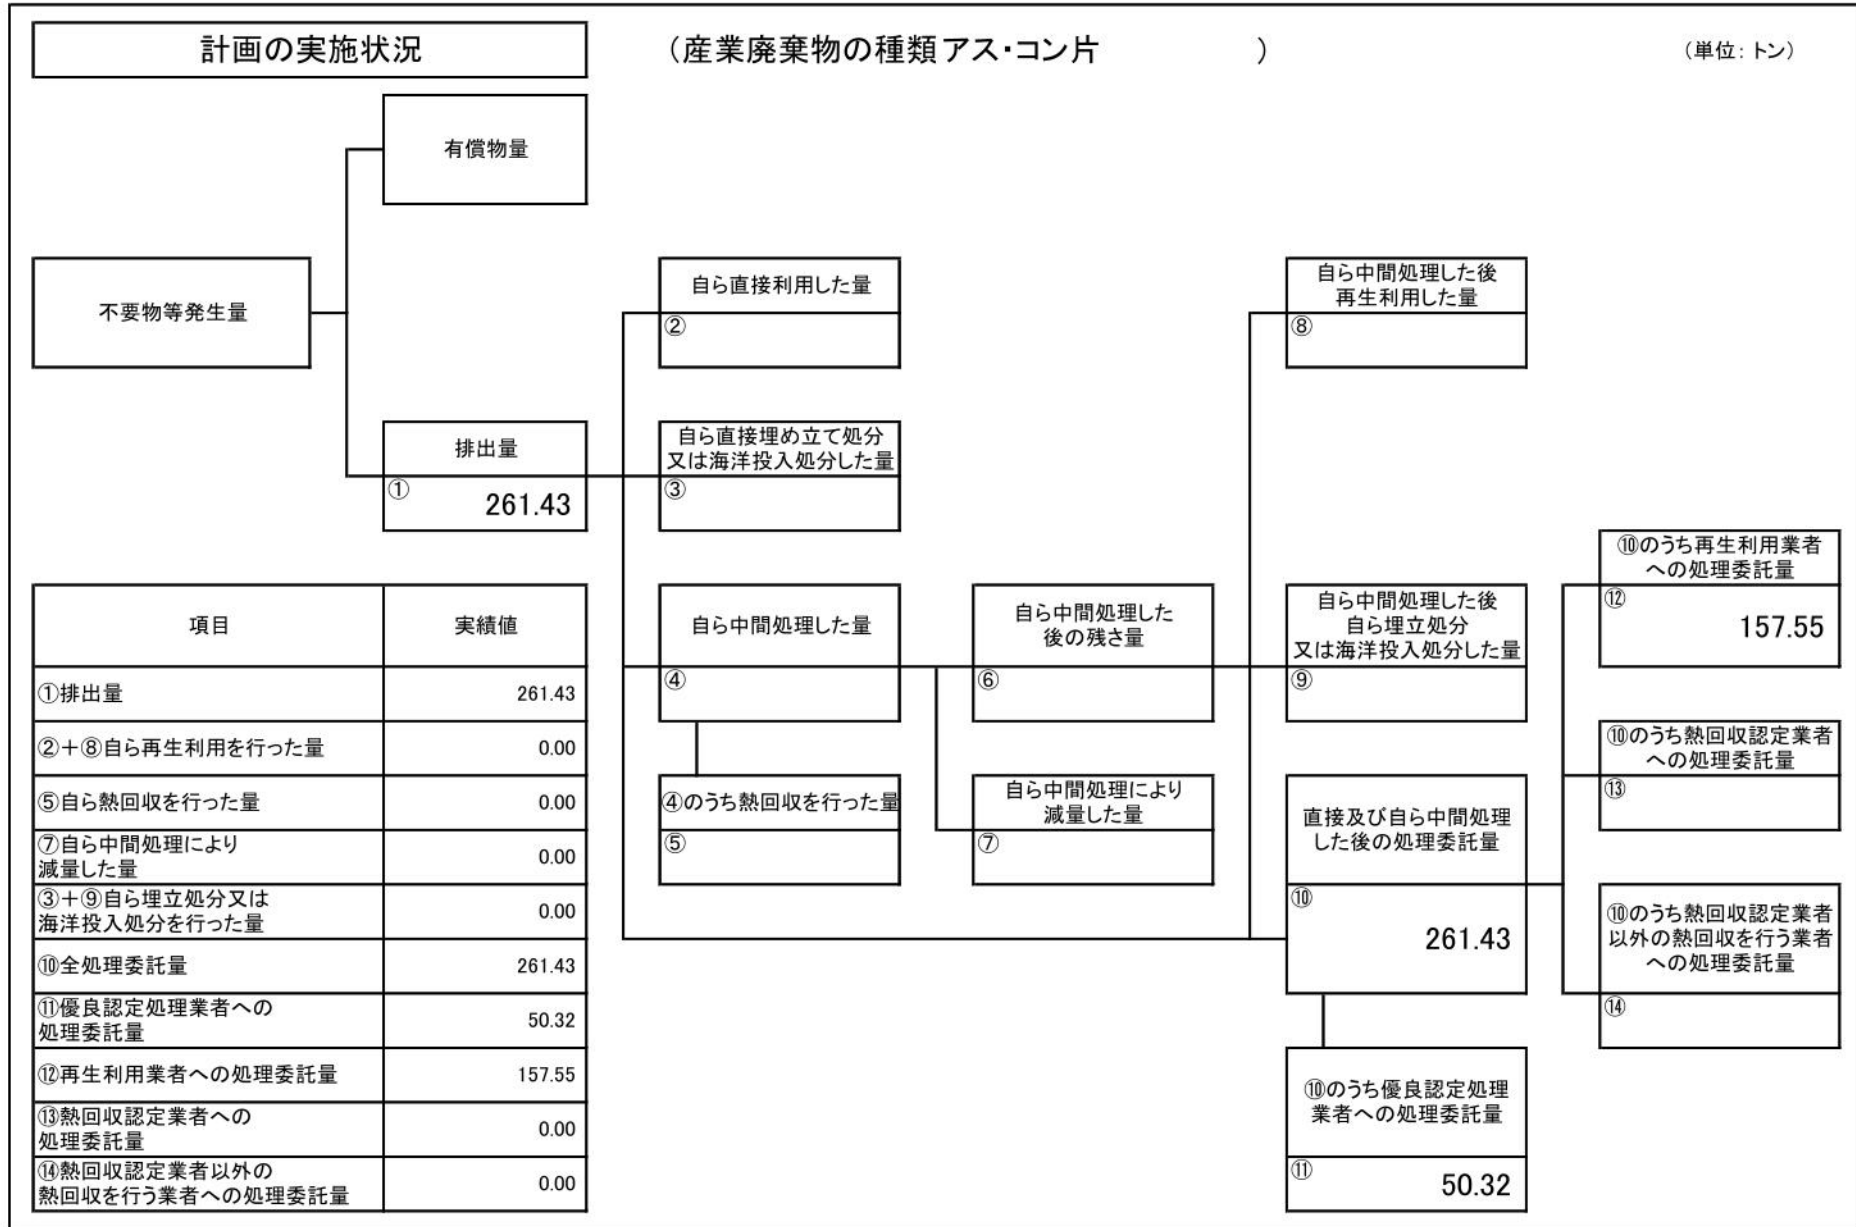 計画の実施状況
（産業廃棄物の種類アス・コン片　　　　　　）
（単位：トン）
有償物量
不要物等発生量
自ら直接利用した量
②
自ら中間処理した後
再生利用した量
⑧
排出量
①
261.43
自ら直接埋め立て処分
又は海洋投入処分した量
③
⑩のうち再生利用業者
への処理委託量
⑫
157.55
自ら中間処理した量
④
自ら中間処理した
後の残さ量
⑥
自ら中間処理した後
自ら埋立処分
又は海洋投入処分した量
⑨
⑩のうち熱回収認定業者
への処理委託量
⑬
④のうち熱回収を行った量
⑤
自ら中間処理により
減量した量
⑦
直接及び自ら中間処理
した後の処理委託量
⑩
261.43
⑩のうち熱回収認定業者
以外の熱回収を行う業者
への処理委託量
⑭
⑩のうち優良認定処理
業者への処理委託量
⑪
50.32
項目　実績値
①排出量　261.43
②＋⑧自ら再生利用を行った量　0.00
⑤自ら熱回収を行った量　0.00
⑦自ら中間処理により
減量した量　0.00
③＋⑨自ら埋立処分又は
海洋投入処分を行った量　0.00
⑩全処理委託量　261.43
⑪優良認定処理業者への
処理委託量　50.32
⑫再生利用業者への処理委託量　157.55
⑬熱回収認定業者への
処理委託量　0.00
⑭熱回収認定業者以外の
熱回収を行う業者への処理委託量　0.00